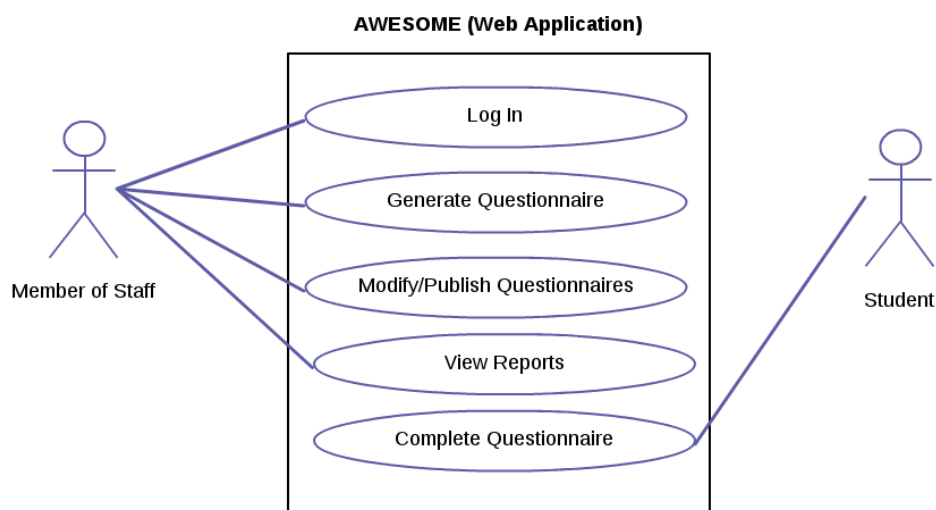 AWESOME (Web Application)
Log In
Generate Questionnaire
Modify/Publish Questionnaires
Member of Staff
Student
View Reports
Complete Questionnaire